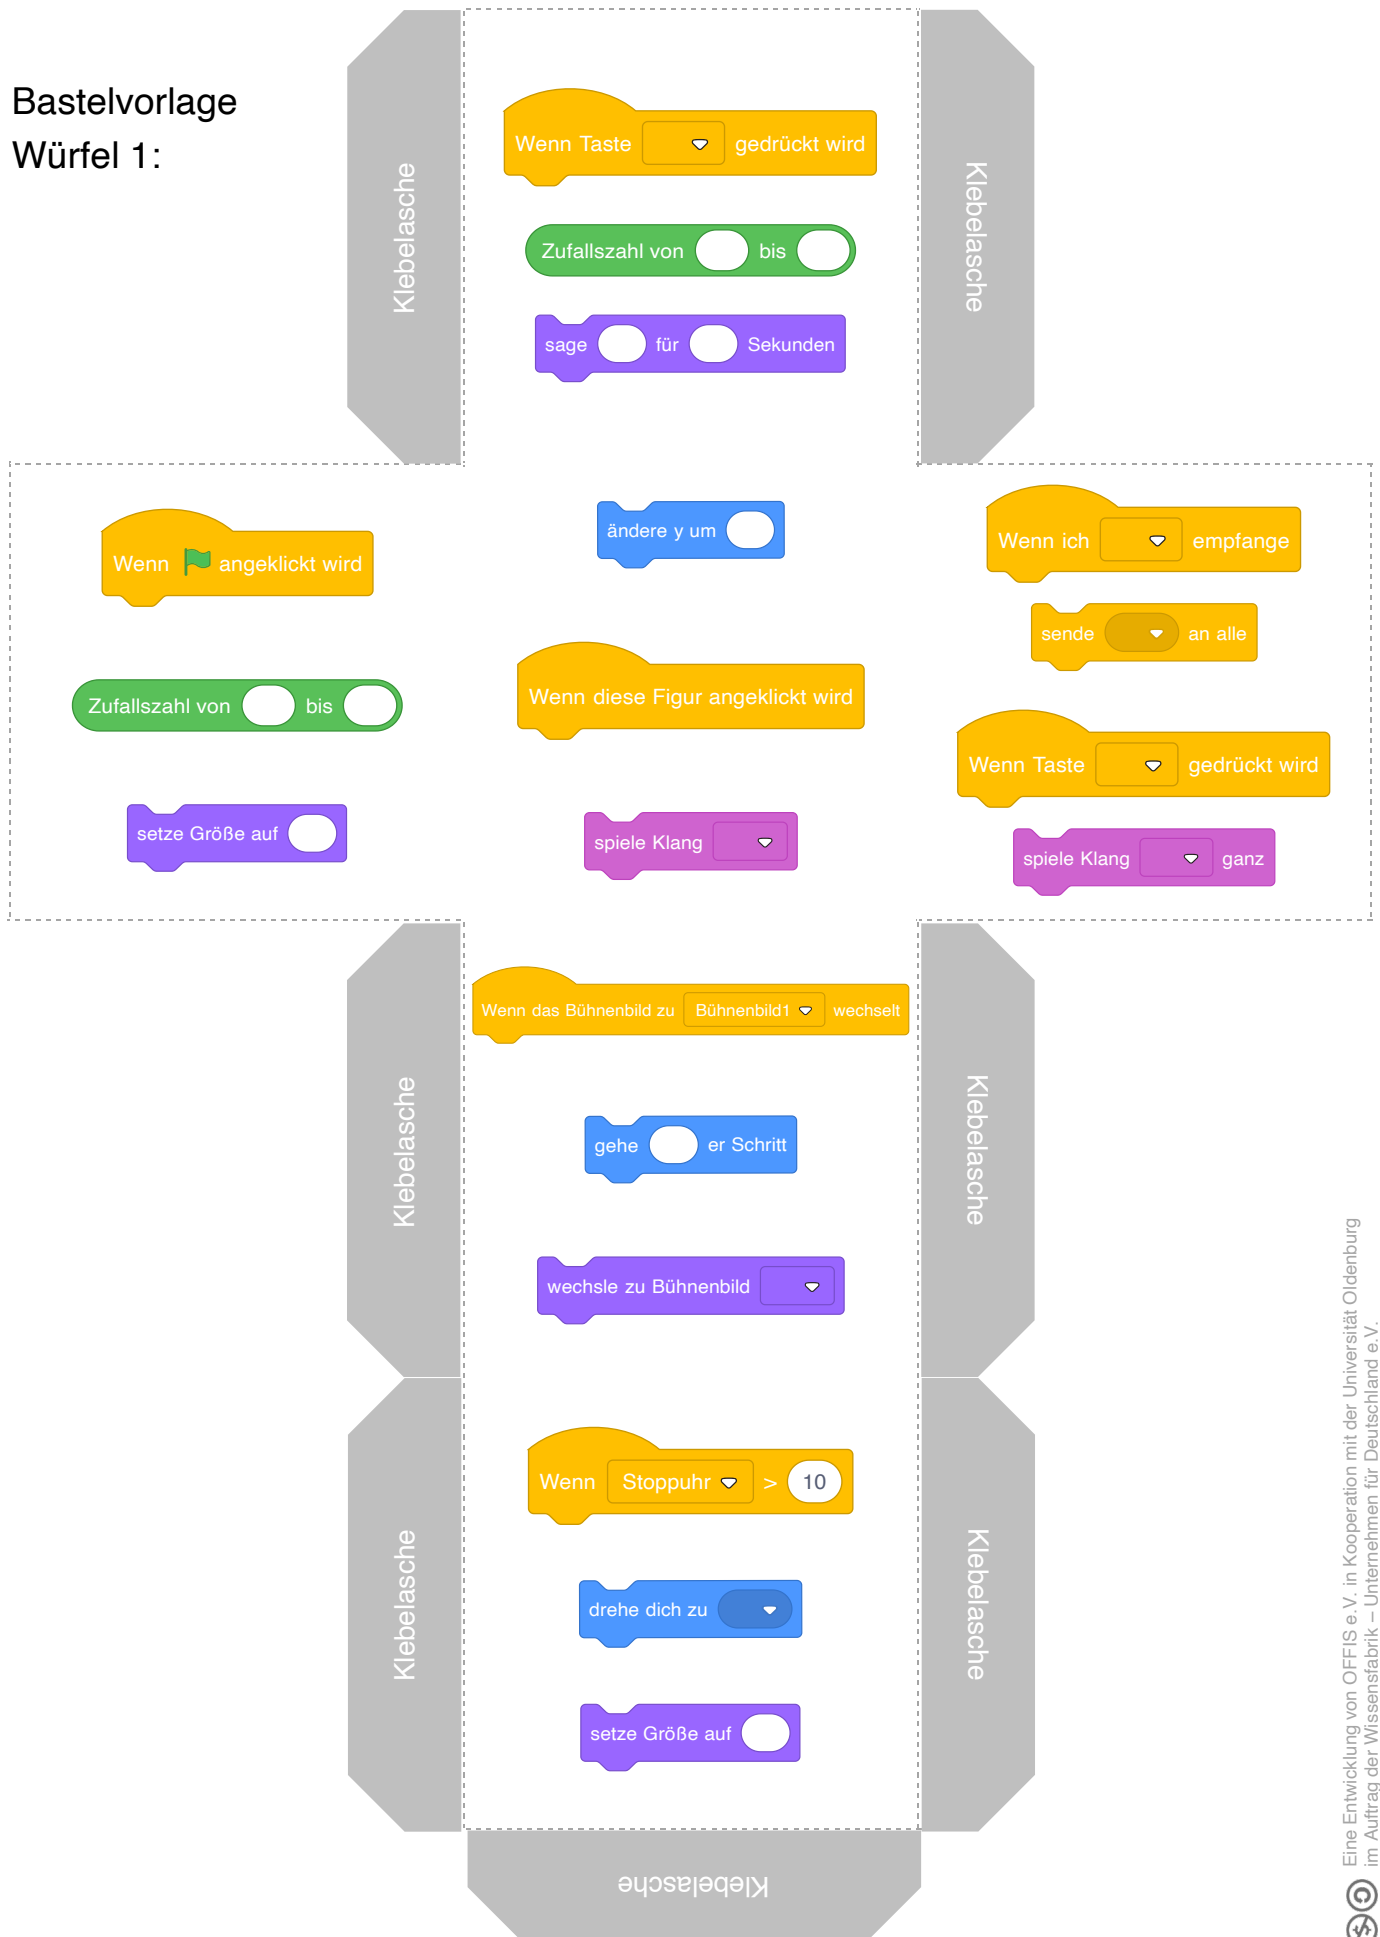 Bastelvorlage
Würfel 1:
Klebelasche
Wenn Taste gedrückt wird
Zufallszahl von bis
sage für Sekunden
Klebelasche
Wenn angeklickt wird
Zufallszahl von bis
setze Größe auf
ändere y um
Wenn diese Figur angeklickt wird
spiele Klang
Wenn ich empfange
sende an alle
Wenn Taste gedrückt wird
spiele Klang ganz
Klebelasche
Wenn das Bühnenbild zu Bühnenbild1 wechselt
gehe er Schritt
wechsle zu Bühnenbild
Klebelasche
Klebelasche
Wenn Stoppuhr > 10
drehe dich zu
setze Größe auf
Klebelasche
Klebelasche
Eine Entwicklung von OFFIS e.V. in Kooperation mit der Universität Oldenburg
im Auftrag der Wissensfabrik – Unternehmen für Deutschland e.V.